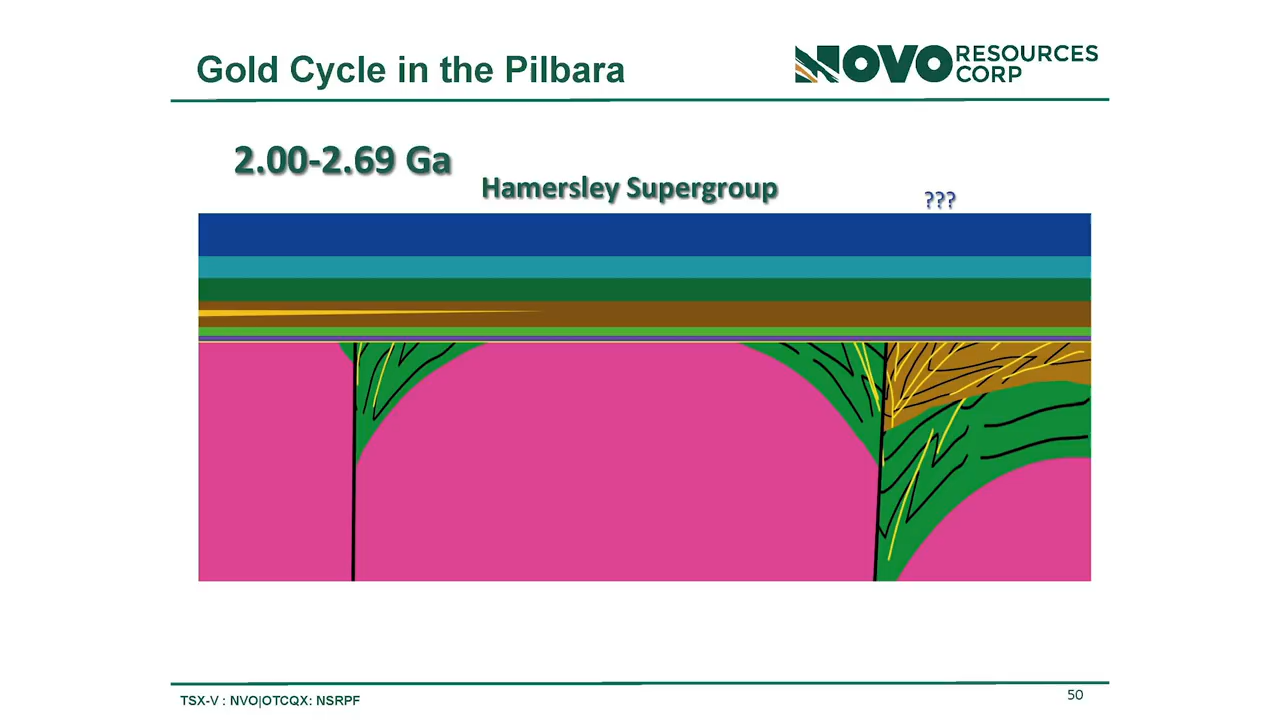 Gold Cycle in the Pilbara
NOVO RESOURCES
CORP
2.00-2.69 Ga
Hamersley Supergroup
???
TSX-V : NVO|OTCQX: NSRPF
50